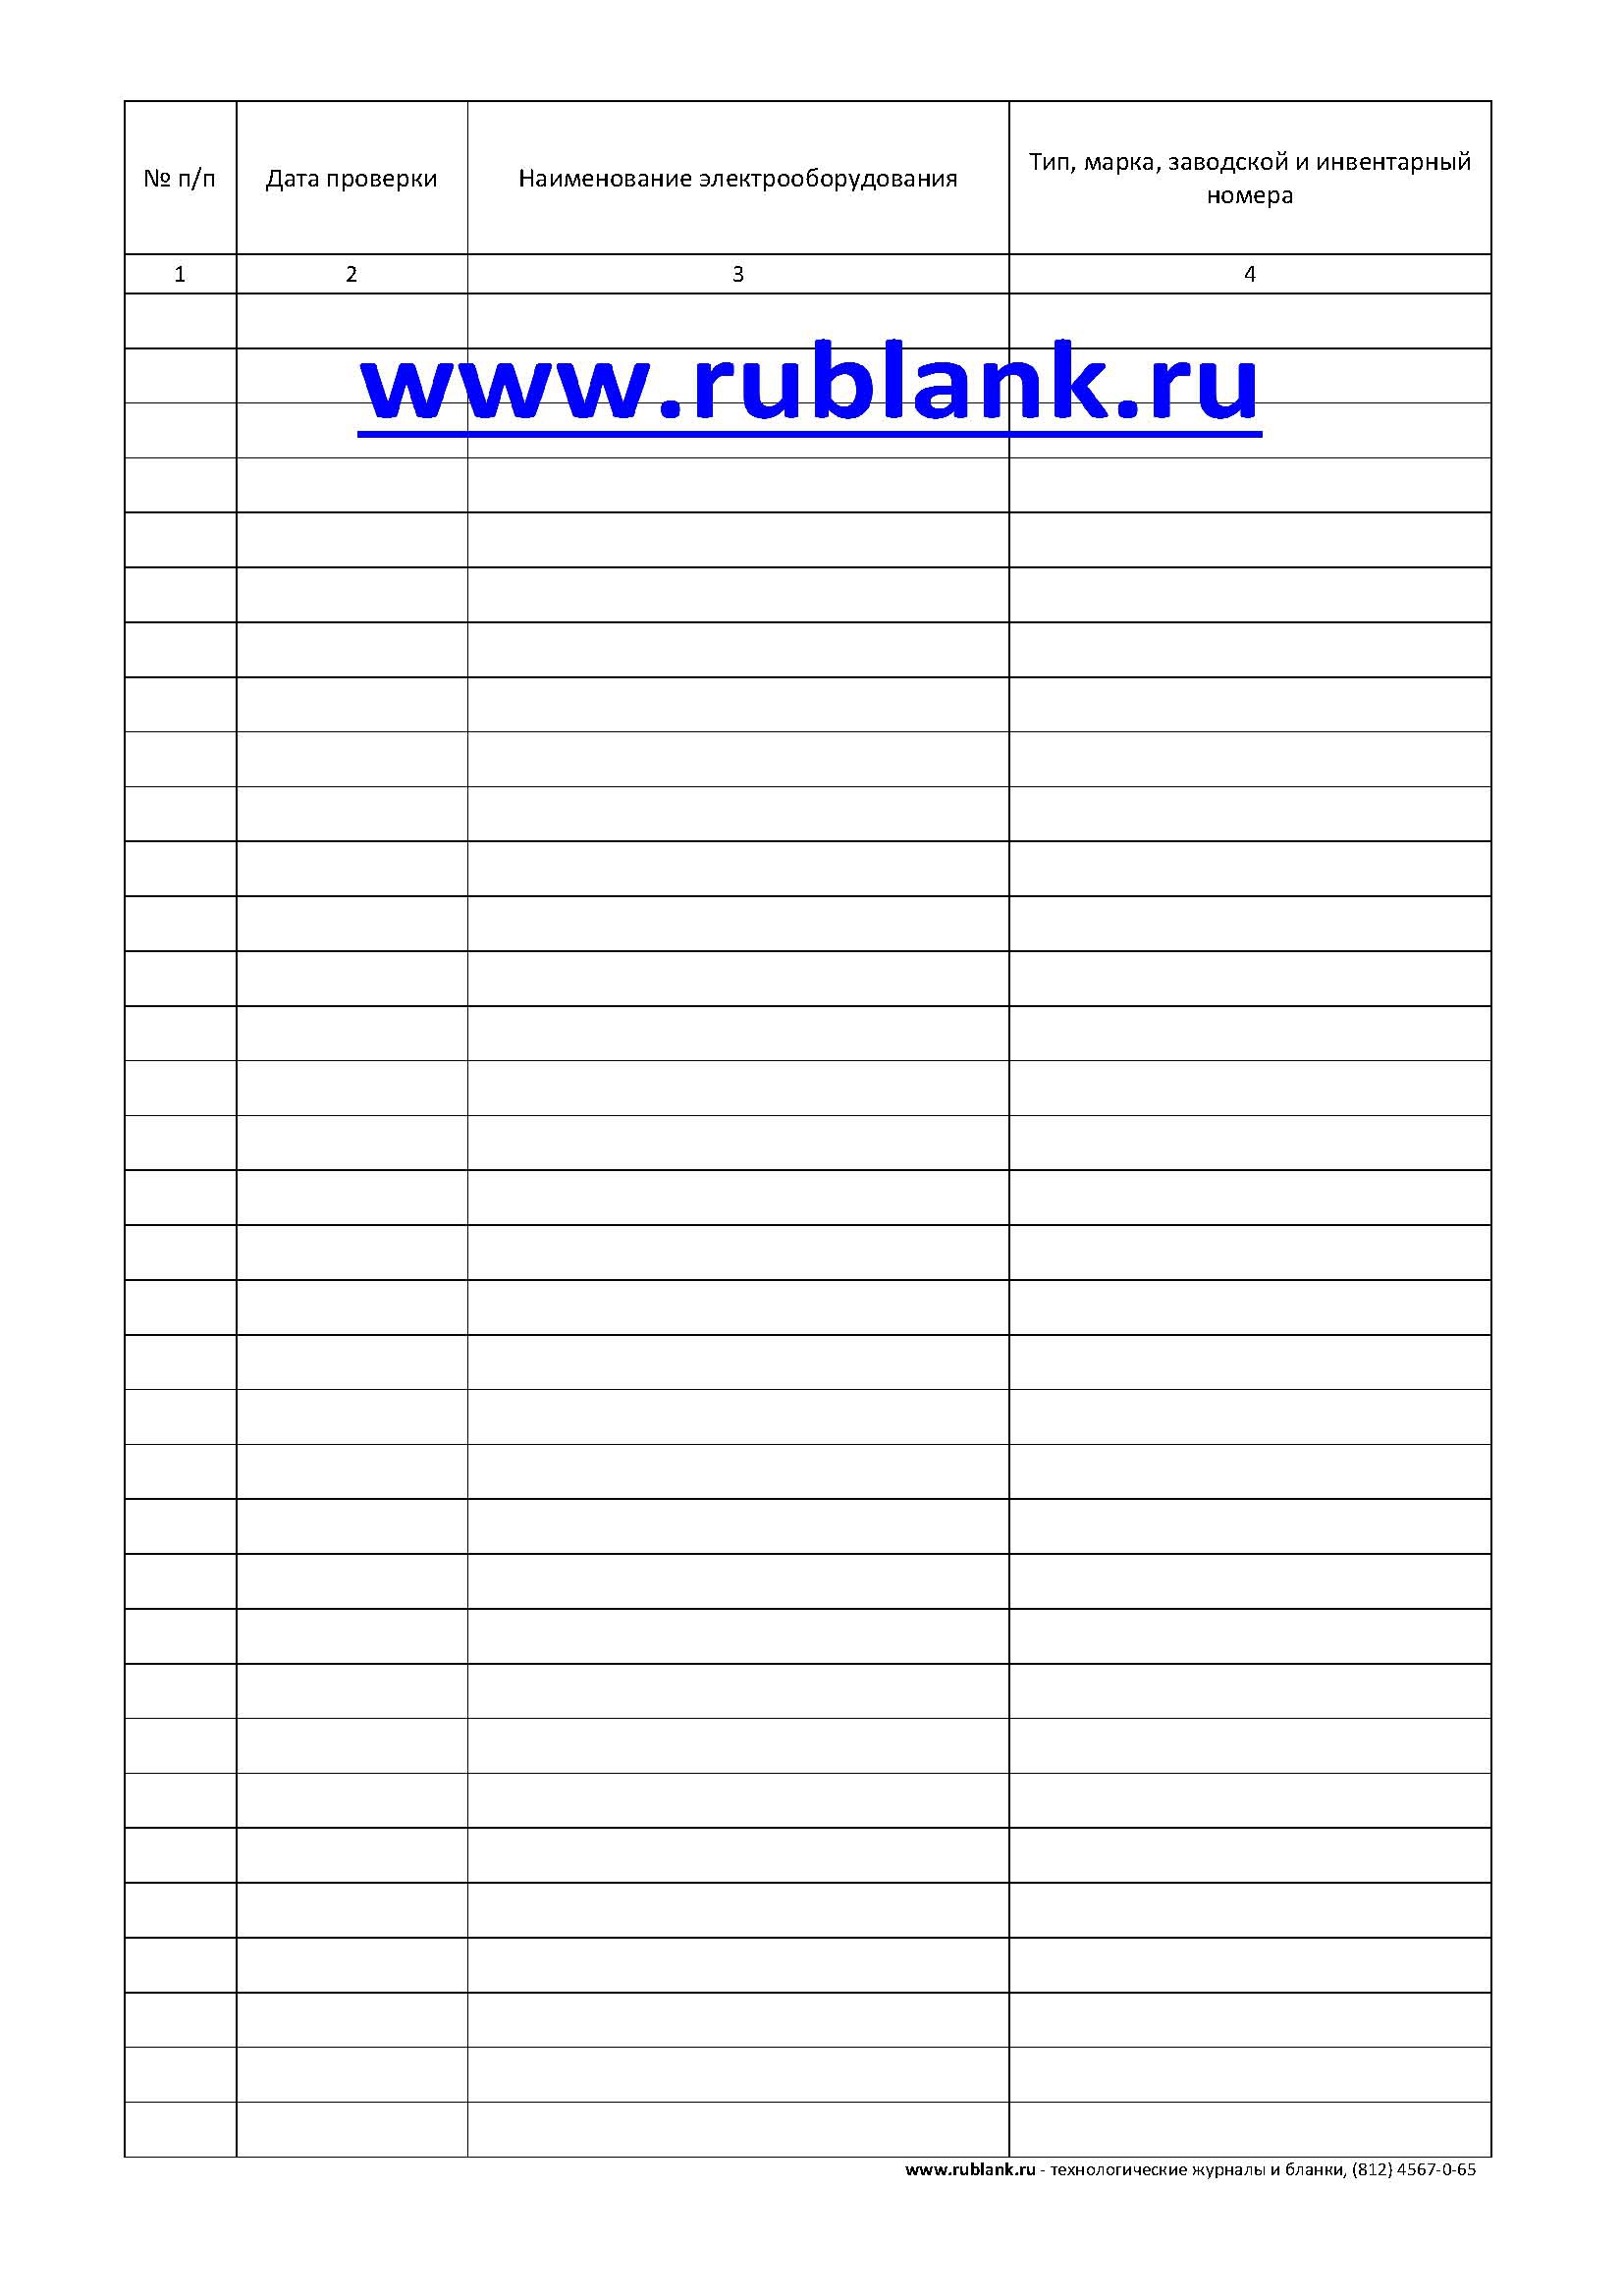 № п/п
Дата проверки
Наименование электрооборудования
Тип, марка, заводской и инвентарный
номера
1
2
3
4
www.rublank.ru
www.rublank.ru - технологические журналы и бланки, (812) 4567-0-65